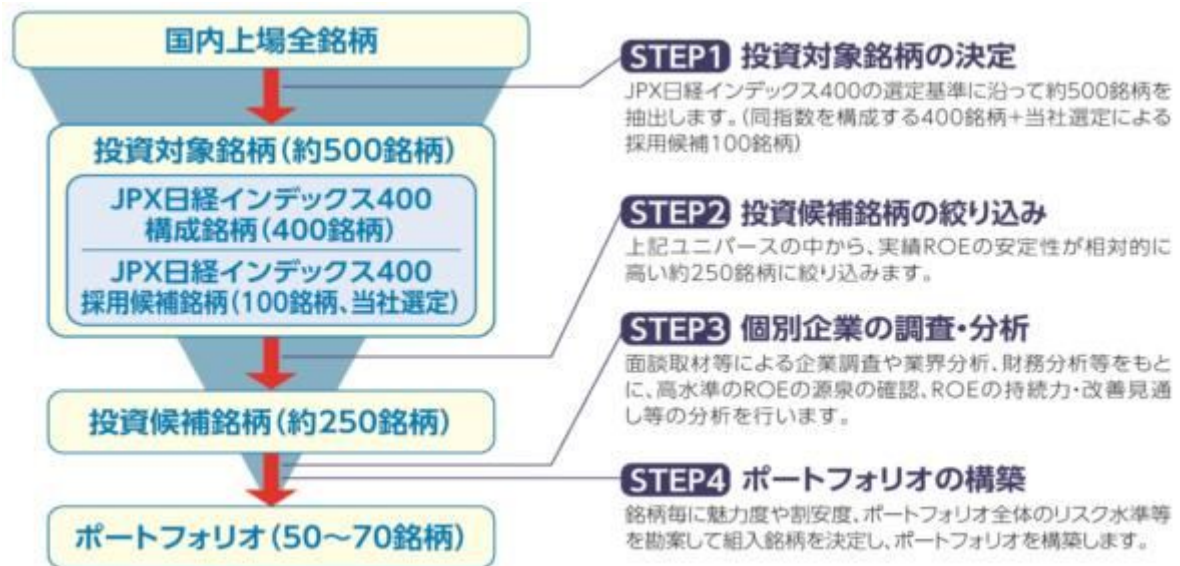 国内上場全銘柄
投資対象銘柄(約500銘柄)
JPX日経インデックス400
構成銘柄(400銘柄)
JPX日経インデックス400
採用候補銘柄(100銘柄、当社選定)
投資候補銘柄(約250銘柄)
ポートフォリオ(50～70銘柄)
STEP1 投資対象銘柄の決定
JPX日経インデックス400の選定基準に沿って約500銘柄を
抽出します。(同指数を構成する400銘柄+当社選定による
採用候補100銘柄)
STEP2 投資候補銘柄の絞り込み
上記ユニバースの中から、実績ROEの安定性が相対的に
高い約250銘柄に絞り込みます。
STEP3 個別企業の調査・分析
面談取材等による企業調査や業界分析、財務分析等をもと
に、高水準のROEの源泉の確認、ROEの持続力・改善見通
し等の分析を行います。
STEP4 ポートフォリオの構築
銘柄毎に魅力度や割安度、ポートフォリオ全体のリスク水準等
を勘案して組入銘柄を決定し、ポートフォリオを構築します。